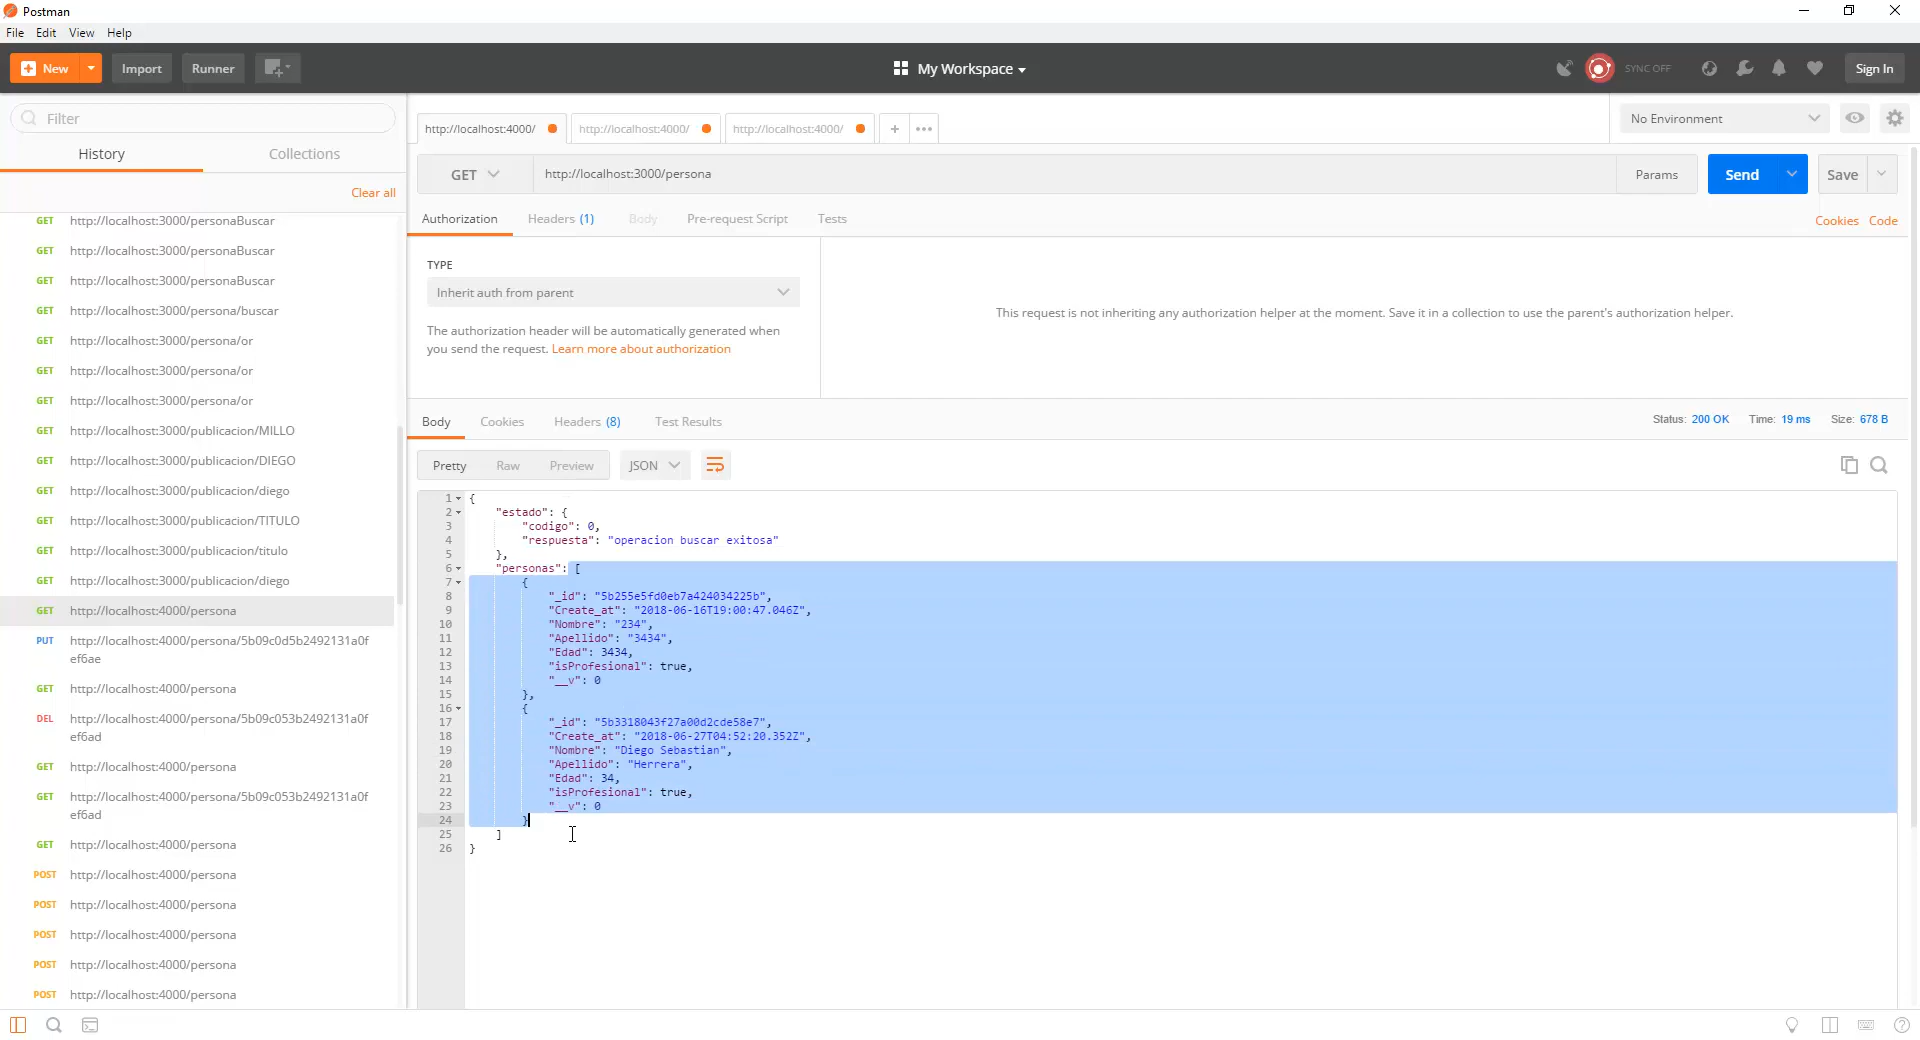 Postman
File Edit View Help
New Import Runner My Workspace SYNC OFF Sign In
Filter
History Collections
Clear all
GET http://localhost:3000/personaBuscar
GET http://localhost:3000/personaBuscar
GET http://localhost:3000/personaBuscar
GET http://localhost:3000/persona/buscar
GET http://localhost:3000/persona/or
GET http://localhost:3000/persona/or
GET http://localhost:3000/persona/or
GET http://localhost:3000/publicacion/MILLO
GET http://localhost:3000/publicacion/DIEGO
GET http://localhost:3000/publicacion/diego
GET http://localhost:3000/publicacion/TITULO
GET http://localhost:3000/publicacion/titulo
GET http://localhost:3000/publicacion/diego
GET http://localhost:4000/persona
PUT http://localhost:4000/persona/5b09c0d5b2492131a0f
ef6ae
GET http://localhost:4000/persona
DEL http://localhost:4000/persona/5b09c053b2492131a0f
ef6ad
GET http://localhost:4000/persona
GET http://localhost:4000/persona/5b09c053b2492131a0f
ef6ad
GET http://localhost:4000/persona
POST http://localhost:4000/persona
POST http://localhost:4000/persona
POST http://localhost:4000/persona
POST http://localhost:4000/persona
POST http://localhost:4000/persona
http://localhost:4000/ http://localhost:4000/ http://localhost:4000/ + •••
No Environment
GET http://localhost:3000/persona Params Send Save
Authorization Headers (1) Body Pre-request Script Tests Cookies Code
TYPE
Inherit auth from parent
The authorization header will be automatically generated when
you send the request. Learn more about authorization
This request is not inheriting any authorization helper at the moment. Save it in a collection to use the parent's authorization helper.
Body Cookies Headers (8) Test Results Status: 200 OK Time: 19 ms Size: 678 B
Pretty Raw Preview JSON
1 {
2 "estado": {
3 "codigo": 0,
4 "respuesta": "operacion buscar exitosa"
5 },
6 "personas": [
7 {
8 "_id": "5b255e5fd0eb7a424034225b",
9 "Create_at": "2018-06-16T19:00:47.046Z",
10 "Nombre": "234",
11 "Apellido": "3434",
12 "Edad": 3434,
13 "isProfesional": true,
14 "__v": 0
15 },
16 {
17 "_id": "5b3318043f27a00d2cde58e7",
18 "Create_at": "2018-06-27T04:52:20.352Z",
19 "Nombre": "Diego Sebastian",
20 "Apellido": "Herrera",
21 "Edad": 34,
22 "isProfesional": true,
23 "__v": 0
24 }
25 ]
26 }